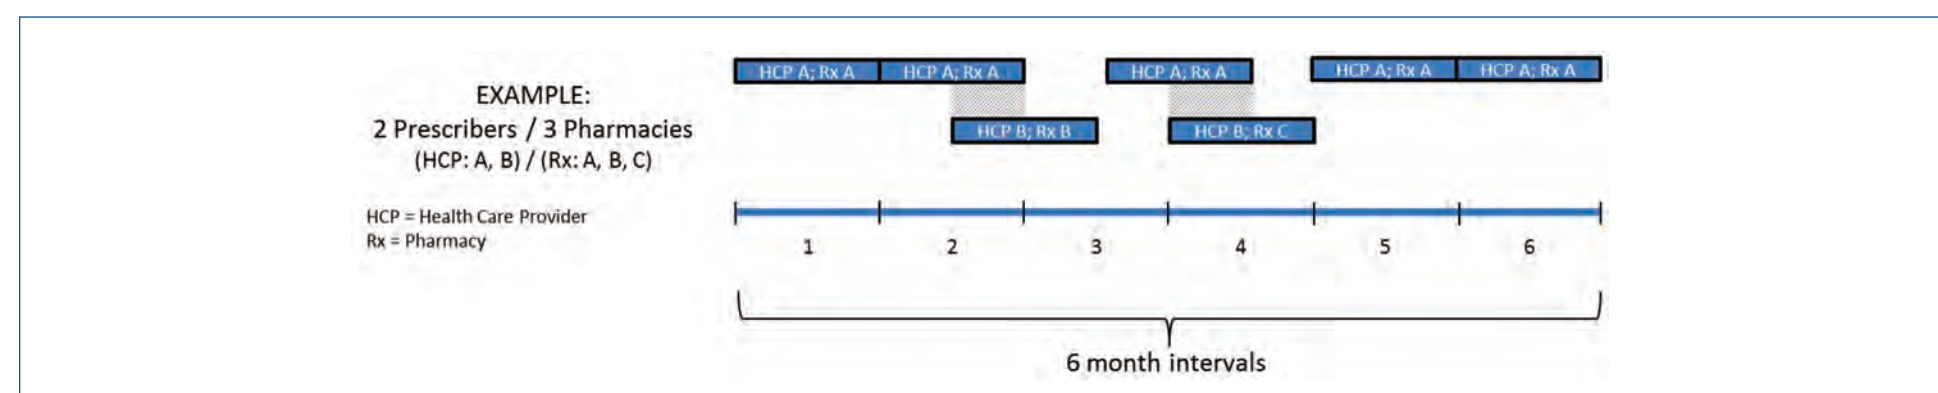 HCP A; Rx A HCP A; Rx A HCP A; Rx A HCP A; Rx A HCP A; Rx A
EXAMPLE:
2 Prescribers / 3 Pharmacies
(HCP: A, B) / (Rx: A, B, C)
HCP B; Rx B HCP B; Rx C
HCP = Health Care Provider
Rx = Pharmacy
1 2 3 4 5 6
6 month intervals